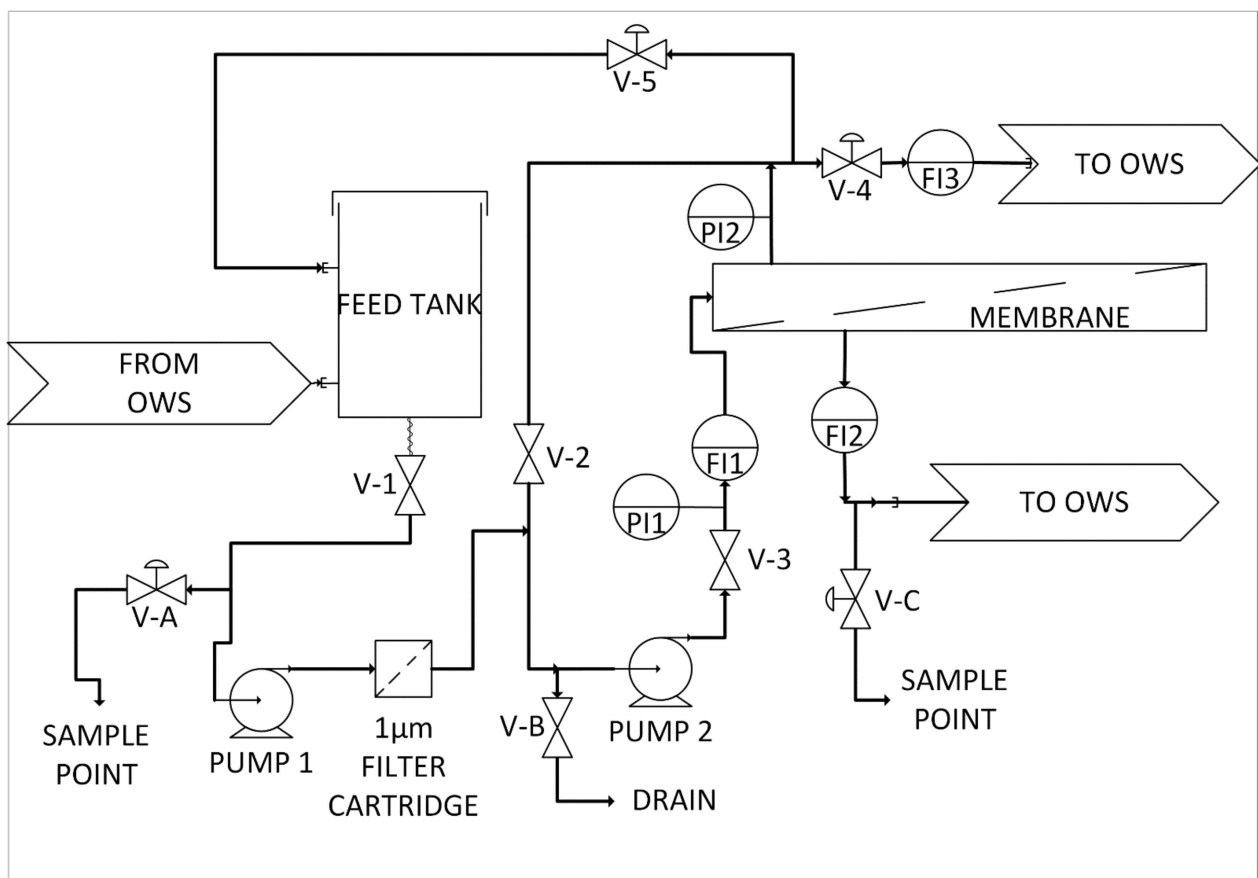 V-5
TO OWS
V-4
FI3
PI2
FEED TANK
MEMBRANE
FROM
OWS
FI2
V-2
FI1
V-1
PI1
TO OWS
V-3
V-A
V-C
SAMPLE
POINT
SAMPLE
POINT
PUMP 1
1µm
FILTER
CARTRIDGE
V-B
PUMP 2
DRAIN